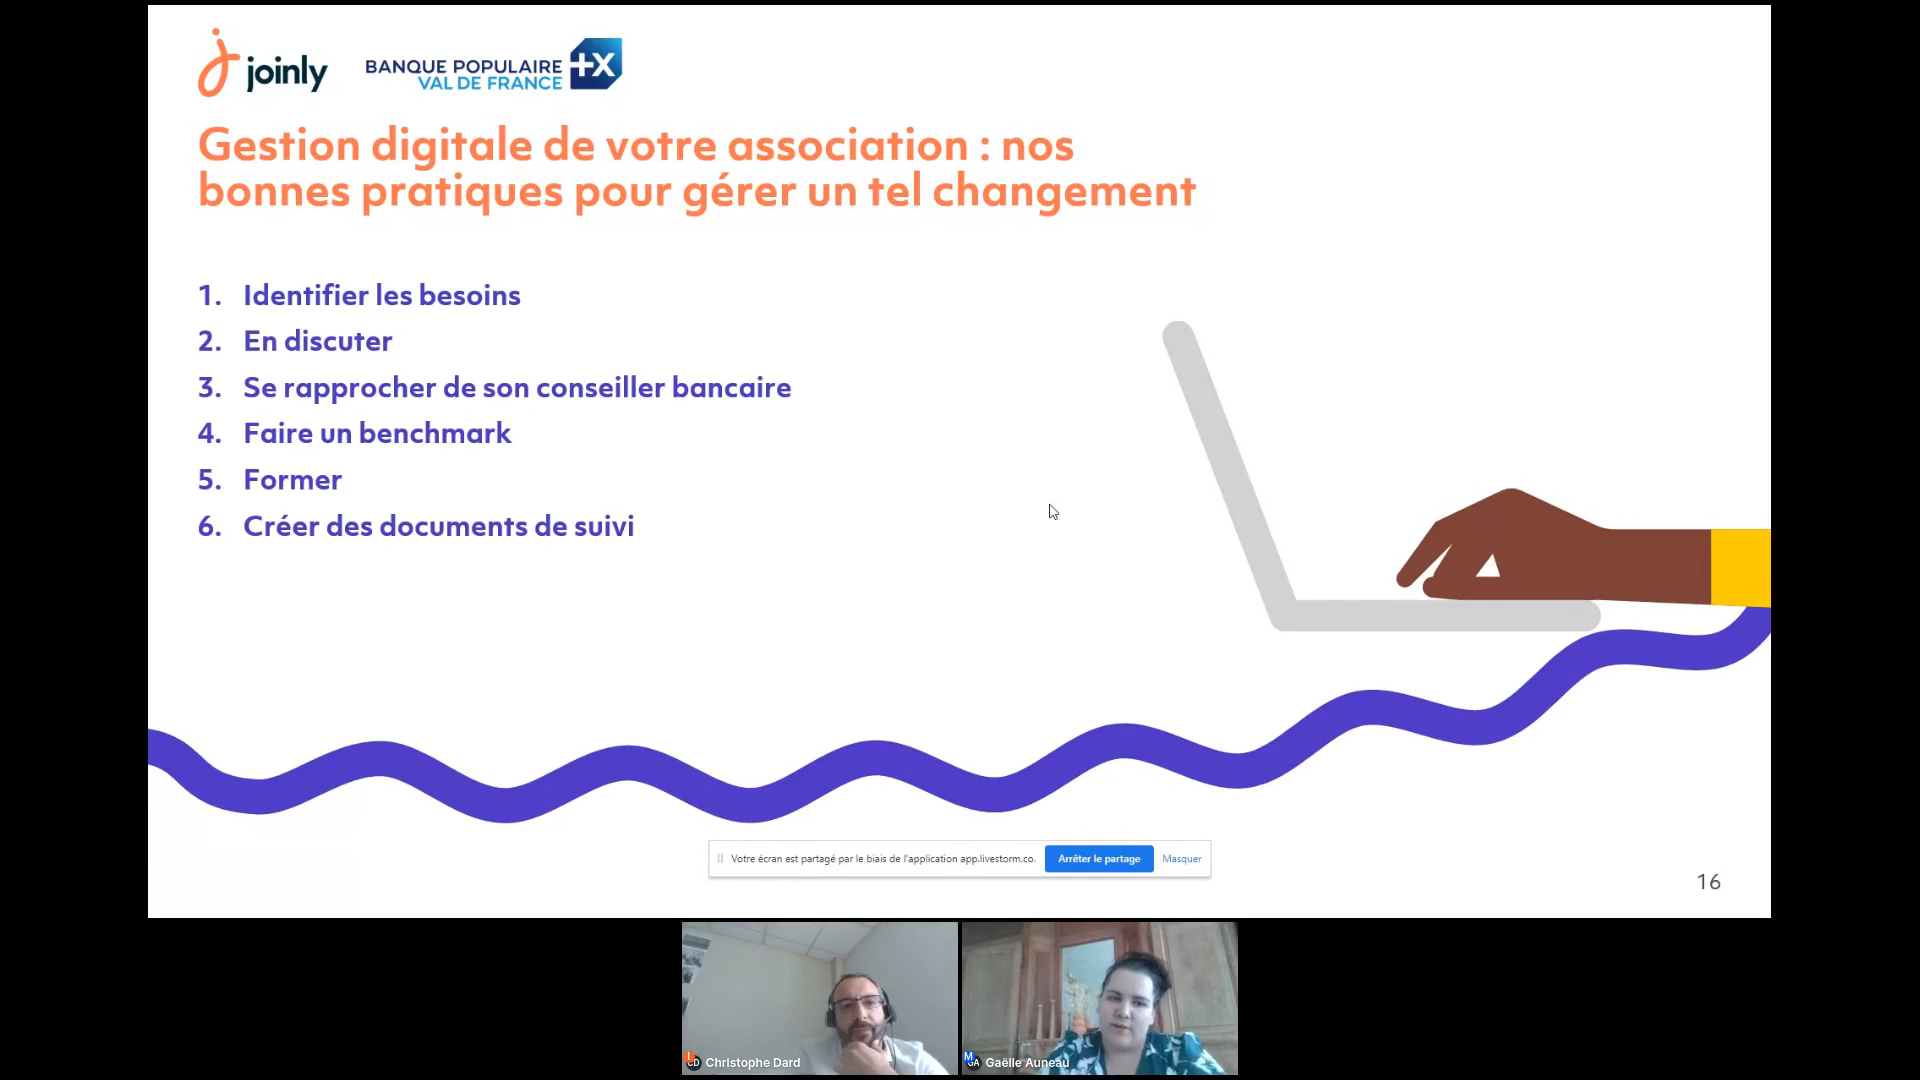 joinly
BANQUE POPULAIRE
VAL DE FRANCE
Gestion digitale de votre association : nos
bonnes pratiques pour gérer un tel changement
1. Identifier les besoins
2. En discuter
3. Se rapprocher de son conseiller bancaire
4. Faire un benchmark
5. Former
6. Créer des documents de suivi
Votre écran est partagé par le biais de l'application app.livestorm.co.
Arrêter le partage
Masquer
16
CD Christophe Dard
M GA Gaëlle Auneau